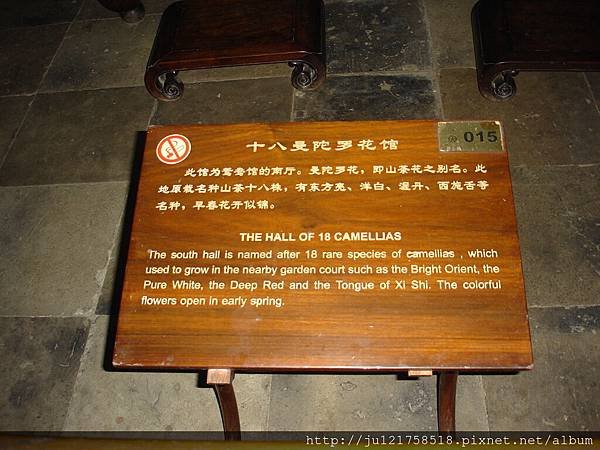 十八曼陀罗花馆
015
此馆为鸳鸯馆的南厅。曼陀罗花，即山茶花之别名。此
地原栽名种山茶十八株，有东方亮、洋白、渥丹、西施舌等
名种，早春花开似锦。
THE HALL OF 18 CAMELLIAS
The south hall is named after 18 rare species of camellias , which
used to grow in the nearby garden court such as the Bright Orient, the
Pure White, the Deep Red and the Tongue of Xi Shi. The colorful
flowers open in early spring.
http://ju121758518.pixnet.net/album